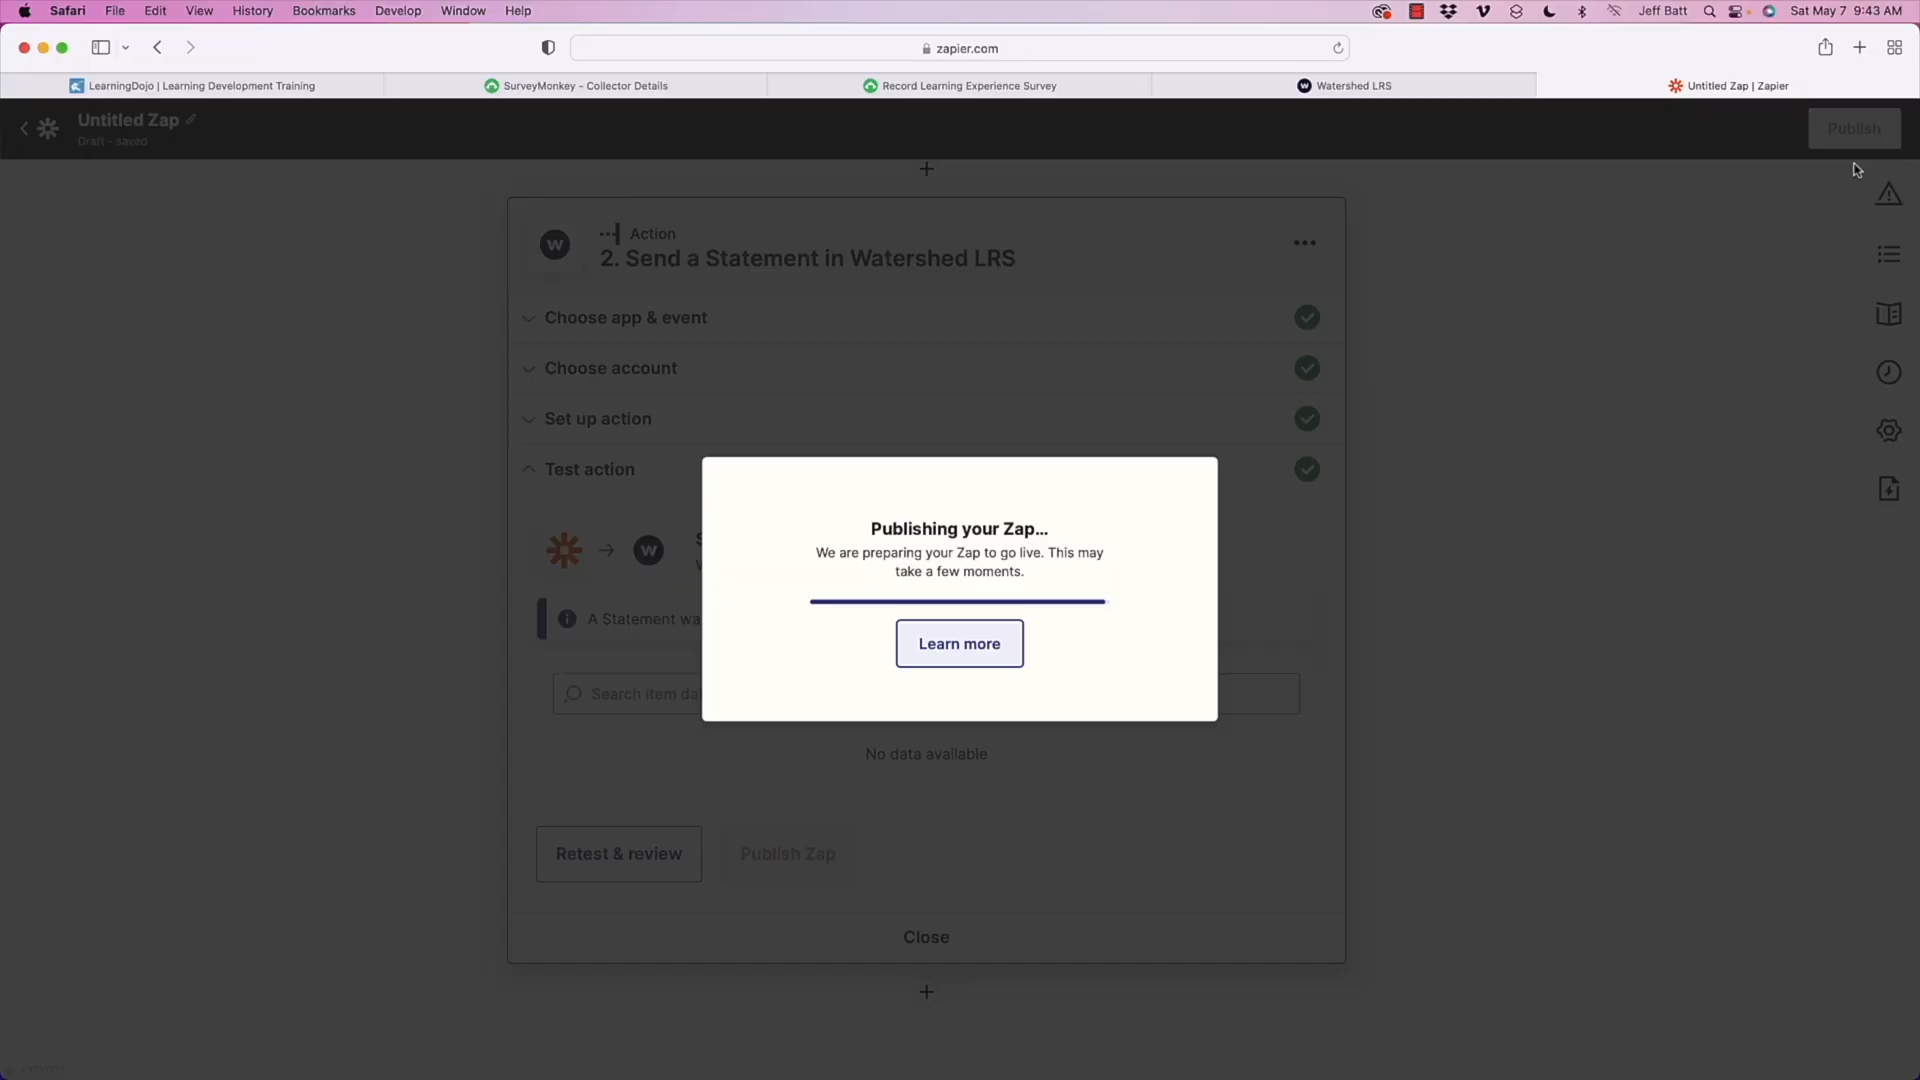 Safari File Edit View History Bookmarks Develop Window Help Jeff Batt Sat May 7 9:43 AM
zapier.com
LearningDojo | Learning Development Training SurveyMonkey - Collector Details Record Learning Experience Survey Watershed LRS Untitled Zap | Zapier
Untitled Zap
Draft - saved
Publish
Action
2. Send a Statement in Watershed LRS
Choose app & event
Choose account
Set up action
Test action
Publishing your Zap...
We are preparing your Zap to go live. This may
take a few moments.
A Statement wa
Learn more
Search item da
No data available
Retest & review Publish Zap
Close